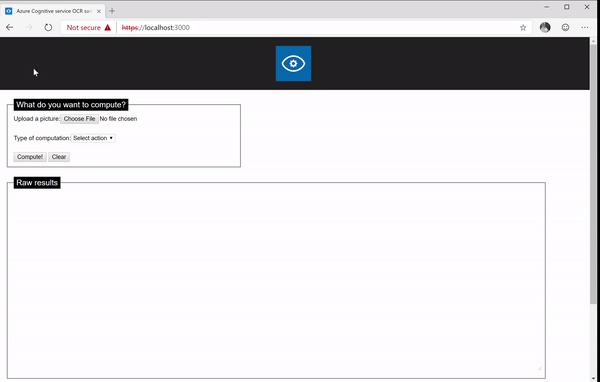 Azure Cognitive service OCR
Not secure https://localhost:3000
What do you want to compute?
Upload a picture: Choose File No file chosen
Type of computation: Select action
Compute! Clear
Raw results